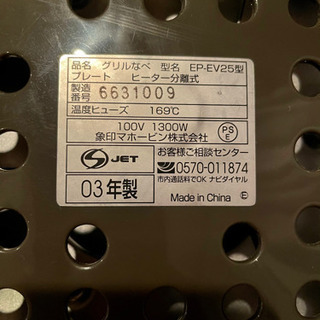 品名 グリルなべ 型名 EP-EV25型
プレート ヒーター分離式
製造番号 6631009
温度ヒューズ 169℃
100V 1300W
象印マホービン株式会社
PS E
S JET
お客様ご相談センター
0570-011874
市内通話料でOK ナビダイヤル
03年製
Made in China E